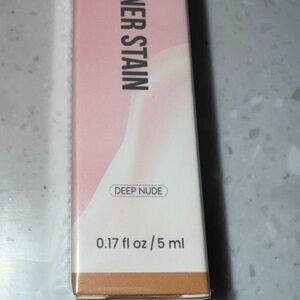 NER STAIN
DEEP NUDE
0.17 fl oz / 5 ml